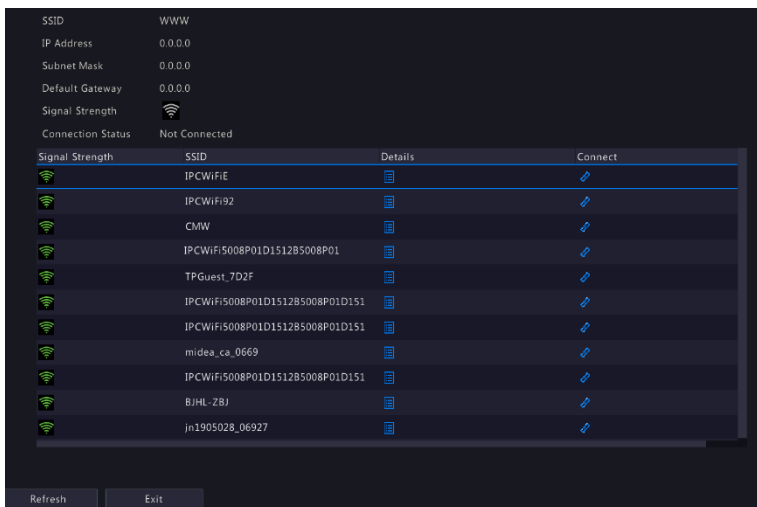 SSID WWW
IP Address 0.0.0.0
Subnet Mask 0.0.0.0
Default Gateway 0.0.0.0
Signal Strength
Connection Status Not Connected
Signal Strength SSID Details Connect
IPCWiFiE
IPCWiFi92
CMW
IPCWiFi5008P01D1512B5008P01
TPGuest_7D2F
IPCWiFi5008P01D1512B5008P01D151
IPCWiFi5008P01D1512B5008P01D151
midea_ca_0669
IPCWiFi5008P01D1512B5008P01D151
BJHL-ZBJ
jn1905028_06927
Refresh Exit